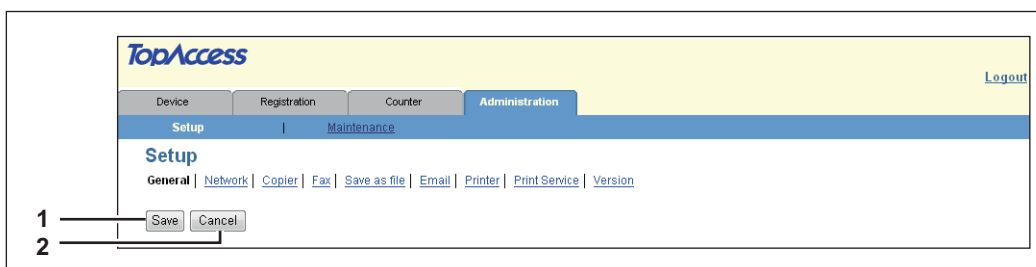 TopAccess
Logout
Device Registration Counter Administration
Setup | Maintenance
Setup
General | Network | Copier | Fax | Save as file | Email | Printer | Print Service | Version
1 Save Cancel
2